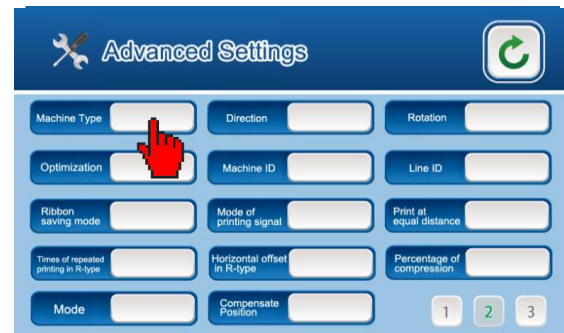 Advanced Settings
Machine Type
Direction
Rotation
Optimization
Machine ID
Line ID
Ribbon
saving mode
Mode of
printing signal
Print at
equal distance
Times of repeated
printing in R-type
Horizontal offset
in R-type
Percentage of
compression
Mode
Compensate
Position
1 2 3